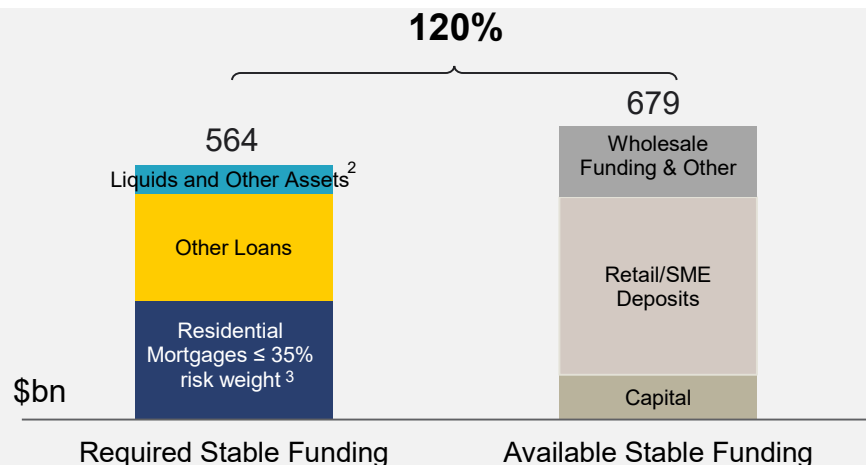 120%
564
679
Liquids and Other Assets²
Other Loans
Residential
Mortgages ≤ 35%
risk weight ³
Wholesale
Funding & Other
Retail/SME
Deposits
Capital
$bn
Required Stable Funding
Available Stable Funding